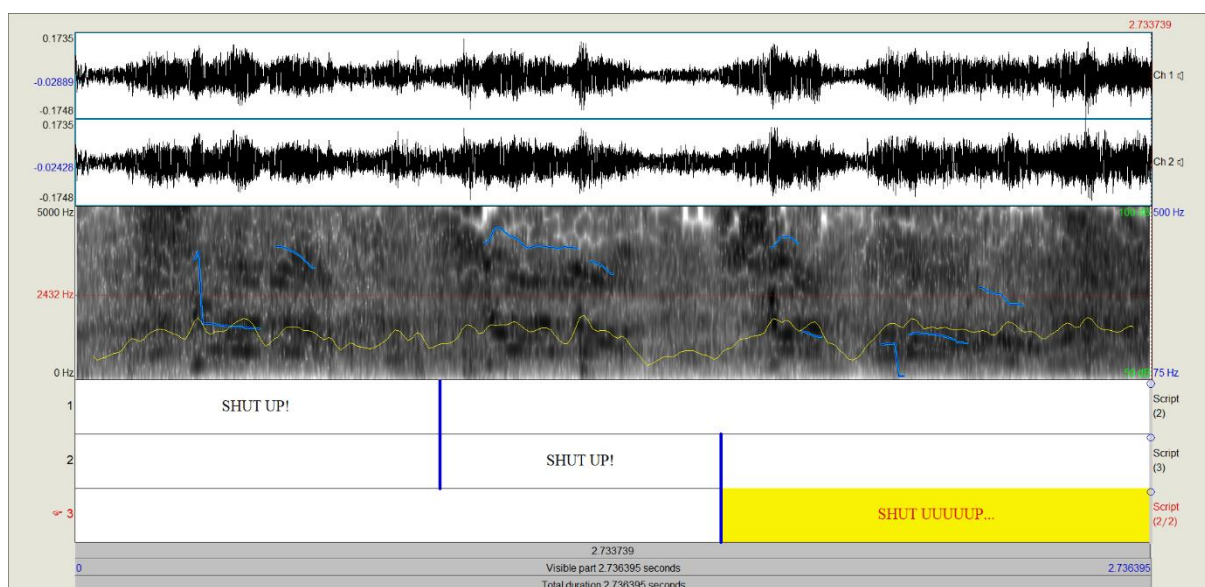 2.733739
0.1735
-0.02889
-0.1748
Ch 1
0.1735
-0.02428
-0.1748
Ch 2
5000 Hz
500 Hz
2432 Hz
0 Hz
75 Hz
1
SHUT UP!
Script
(2)
2
SHUT UP!
Script
(3)
3
SHUT UUUUUP...
Script
(2/2)
2.733739
0
Visible part 2.736395 seconds
2.736395
Total duration 2.736395 seconds